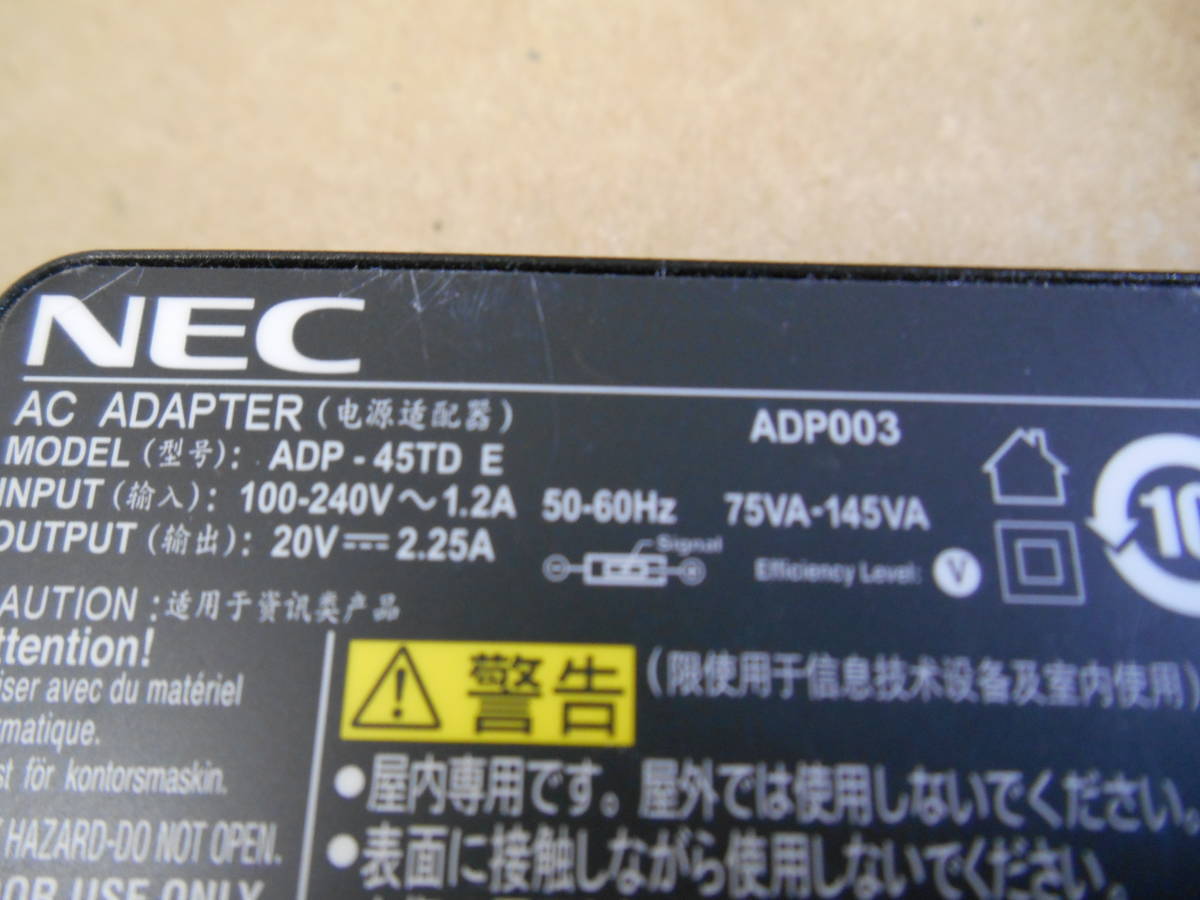 NEC
AC ADAPTER (电源适配器) ADP003
MODEL (型号): ADP-45TD E
INPUT (输入): 100-240V～1.2A 50-60Hz 75VA-145VA
OUTPUT (输出): 20V⎓2.25A
Signal
Efficiency Level: V
10
AUTION :适用于资讯类产品
ttention!
iser avec du matériel
rmatique.
st för kontorsmaskin.
HAZARD-DO NOT OPEN.
OOR USE ONLY
警告 (限使用于信息技术设备及室内使用)
●屋内専用です。屋外では使用しないでください。
●表面に接触しながら使用しないでください。